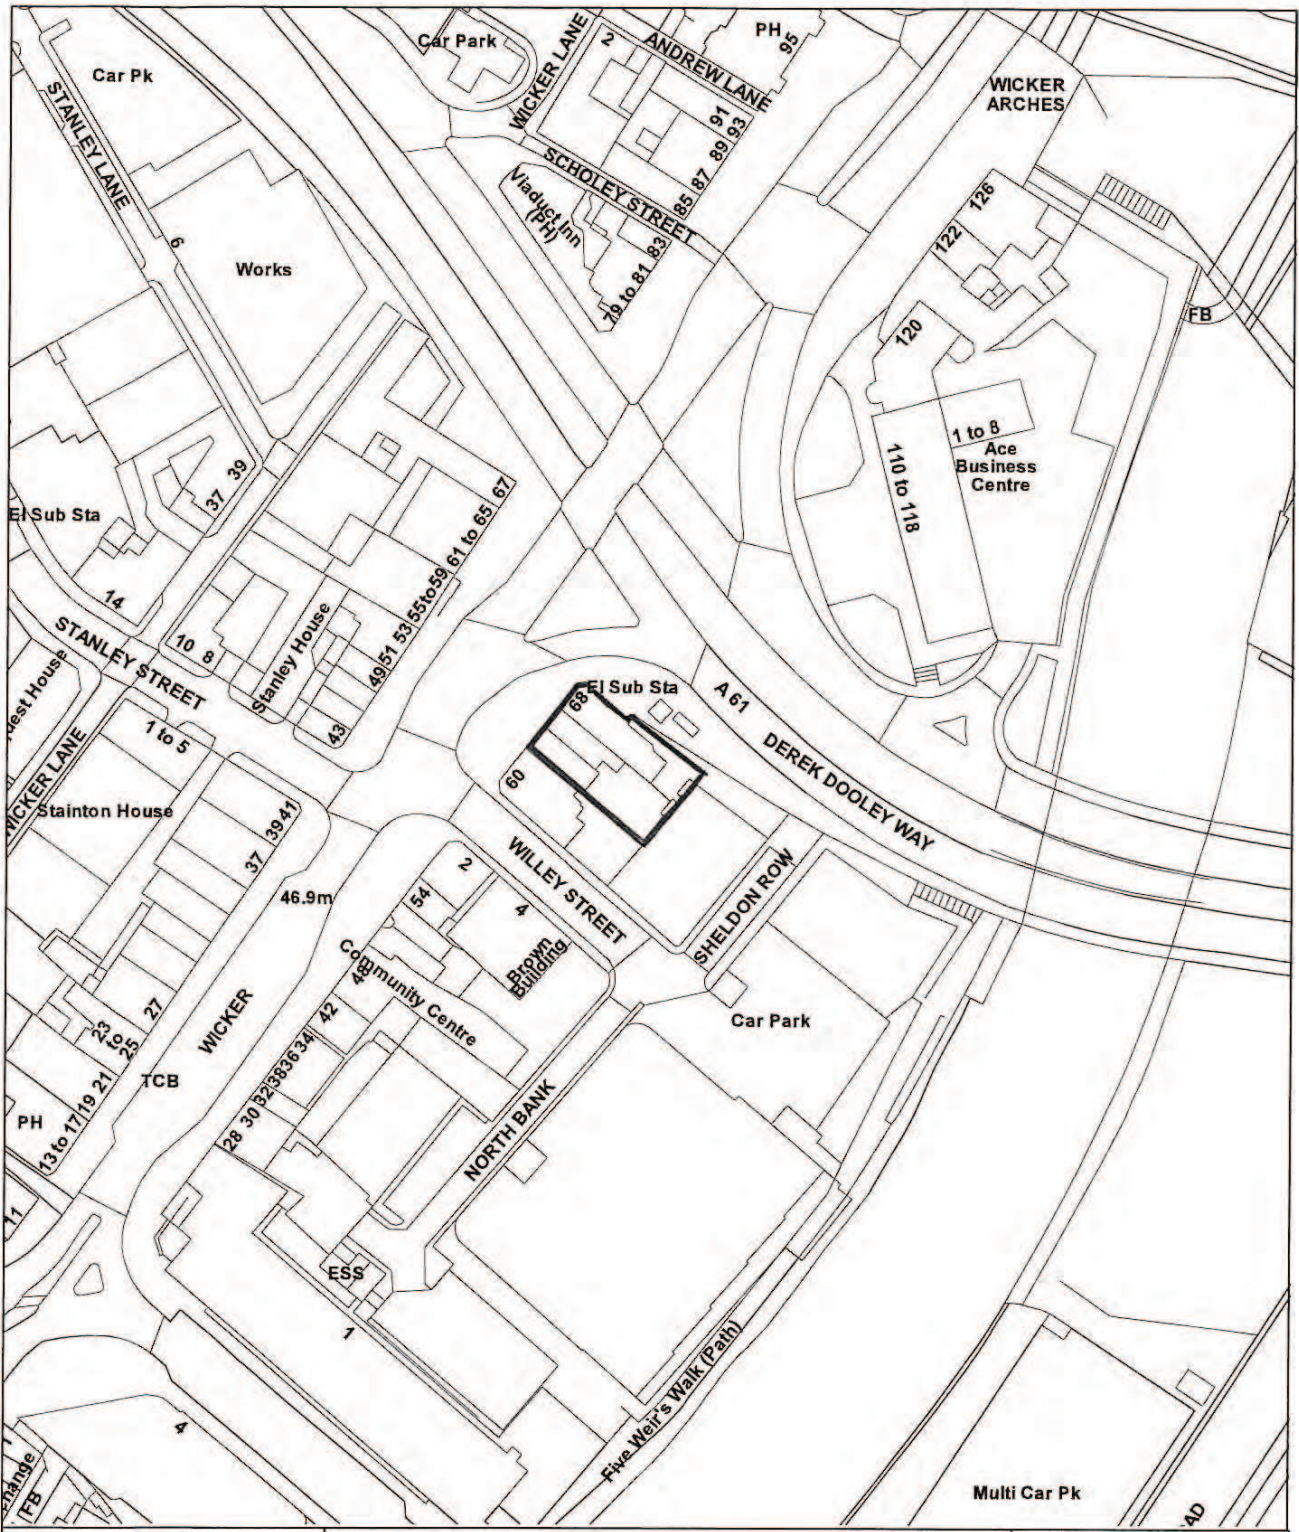 Car Park
PH
95
2
ANDREW LANE
WICKER LANE
Car Pk
STANLEY LANE
WICKER
ARCHES
91
93
89
87
85
SCHOLEY STREET
Viaduct Inn
(PH)
83
79 to 81
126
122
120
6
Works
FB
1 to 8
Ace
Business
Centre
110 to 118
39
37
El Sub Sta
67
61 to 65
55to59
53
51
49
43
14
STANLEY STREET
10
8
Stanley House
El Sub Sta
68
A 61
DEREK DOOLEY WAY
60
1 to 5
WICKER LANE
Stainton House
41
39
37
46.9m
WILLEY STREET
SHELDON ROW
2
54
4
Brown
Building
Community Centre
48
42
34
36
38
32
30
28
WICKER
27
23
to
25
21
19
13 to 17
TCB
PH
11
Car Park
NORTH BANK
ESS
1
4
Five Weir's Walk (Path)
FB
Multi Car Pk